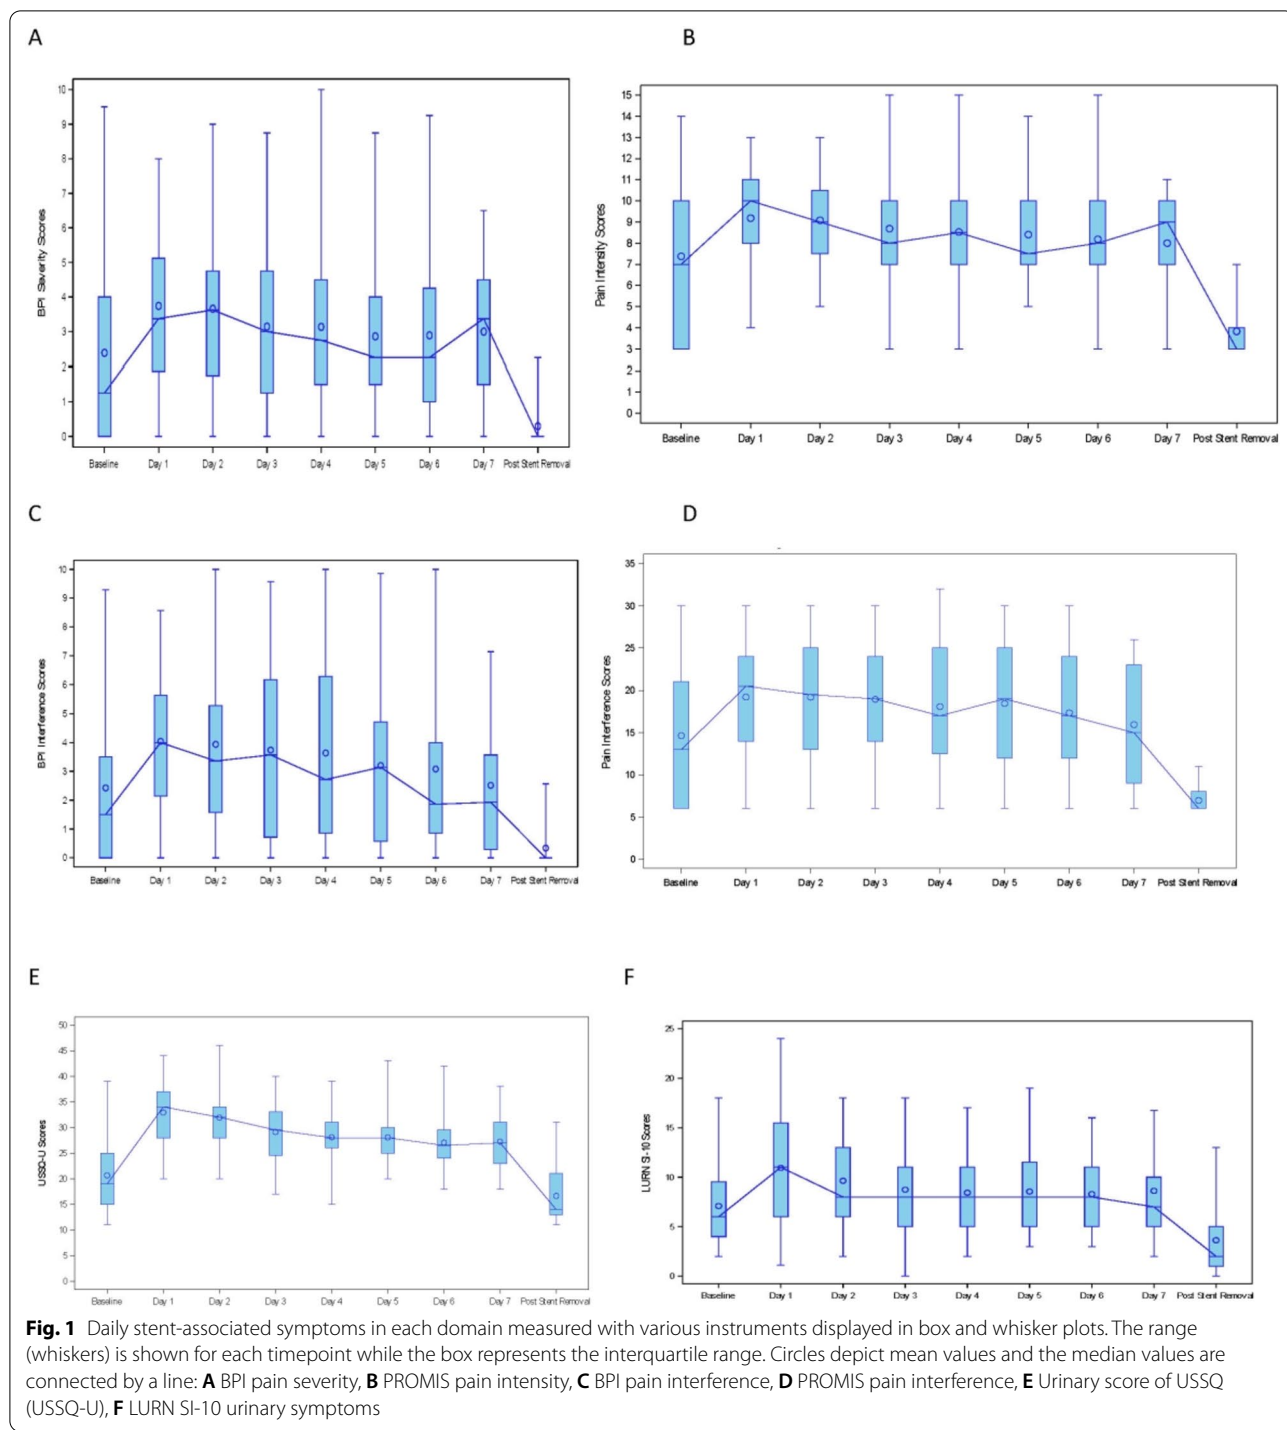 A
B
BPI Severity Scores
10
9
8
7
6
5
4
3
2
1
0
Baseline Day 1 Day 2 Day 3 Day 4 Day 5 Day 6 Day 7 Post Stent Removal
Pain Intensity Scores
15
14
13
12
11
10
9
8
7
6
5
4
3
2
1
0
Baseline Day 1 Day 2 Day 3 Day 4 Day 5 Day 6 Day 7 Post Stent Removal
C
D
BPI Interference Scores
10
9
8
7
6
5
4
3
2
1
0
Baseline Day 1 Day 2 Day 3 Day 4 Day 5 Day 6 Day 7 Post Stent Removal
Pain Interference Scores
35
30
25
20
15
10
5
0
Baseline Day 1 Day 2 Day 3 Day 4 Day 5 Day 6 Day 7 Post Stent Removal
E
F
USSQ-U Scores
50
45
40
35
30
25
20
15
10
5
0
Baseline Day 1 Day 2 Day 3 Day 4 Day 5 Day 6 Day 7 Post Stent Removal
LURN SI-10 Scores
25
20
15
10
5
0
Baseline Day 1 Day 2 Day 3 Day 4 Day 5 Day 6 Day 7 Post Stent Removal
Fig. 1 Daily stent-associated symptoms in each domain measured with various instruments displayed in box and whisker plots. The range
(whiskers) is shown for each timepoint while the box represents the interquartile range. Circles depict mean values and the median values are
connected by a line: A BPI pain severity, B PROMIS pain intensity, C BPI pain interference, D PROMIS pain interference, E Urinary score of USSQ
(USSQ-U), F LURN SI-10 urinary symptoms